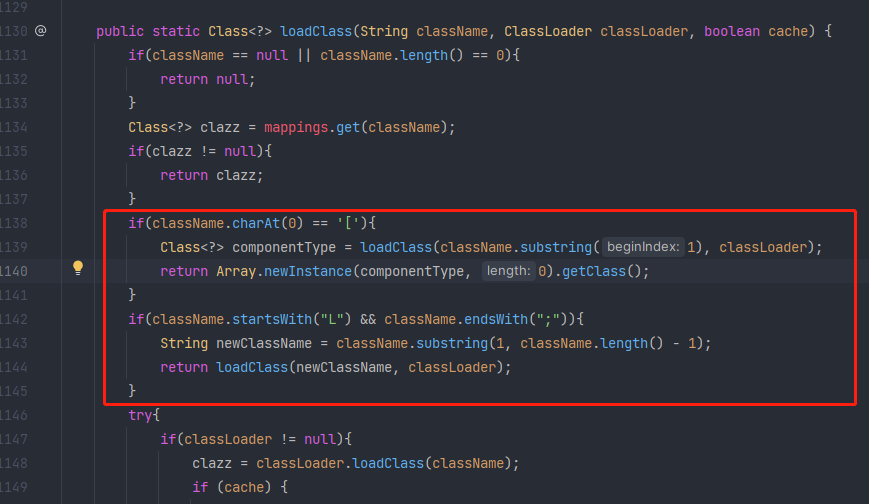 1129
1130 @ public static Class<?> loadClass(String className, ClassLoader classLoader, boolean cache) {
1131 if(className == null || className.length() == 0){
1132 return null;
1133 }
1134 Class<?> clazz = mappings.get(className);
1135 if(clazz != null){
1136 return clazz;
1137 }
1138 if(className.charAt(0) == '['){
1139 Class<?> componentType = loadClass(className.substring( beginIndex: 1), classLoader);
1140 return Array.newInstance(componentType, length: 0).getClass();
1141 }
1142 if(className.startsWith("L") && className.endsWith(";")){
1143 String newClassName = className.substring(1, className.length() - 1);
1144 return loadClass(newClassName, classLoader);
1145 }
1146 try{
1147 if(classLoader != null){
1148 clazz = classLoader.loadClass(className);
1149 if (cache) {